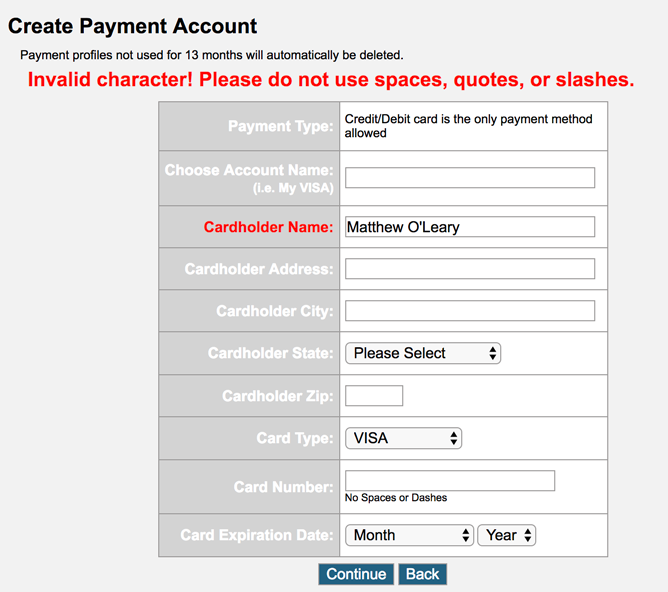 Create Payment Account
Payment profiles not used for 13 months will automatically be deleted.
Invalid character! Please do not use spaces, quotes, or slashes.
Payment Type: Credit/Debit card is the only payment method
allowed
Choose Account Name:
(i.e. My VISA)
Cardholder Name: Matthew O'Leary
Cardholder Address:
Cardholder City:
Cardholder State: Please Select
Cardholder Zip:
Card Type: VISA
Card Number:
No Spaces or Dashes
Card Expiration Date: Month Year
Continue Back